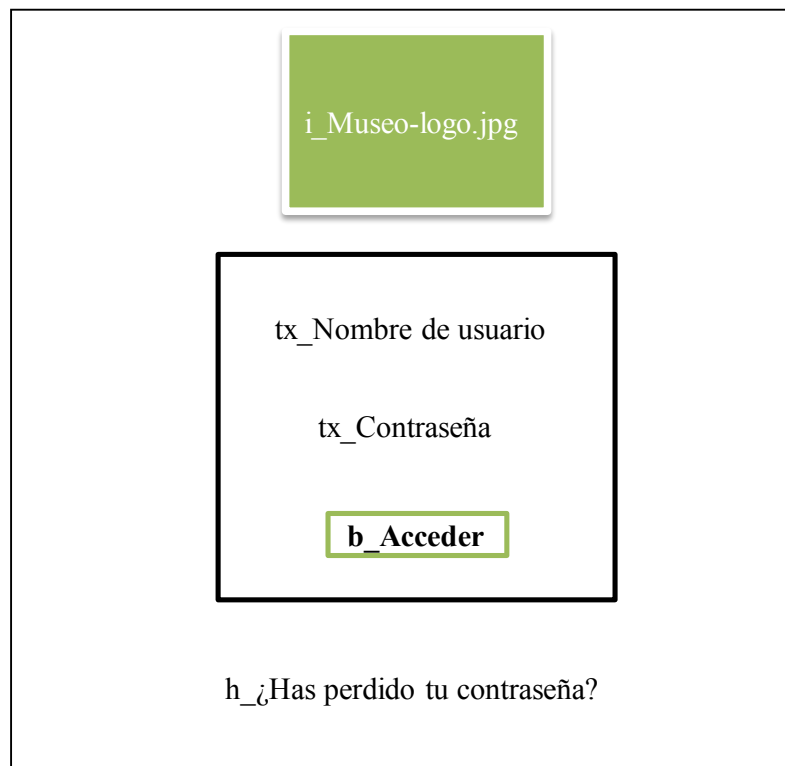 i_Museo-logo.jpg
tx_Nombre de usuario
tx_Contraseña
b_Acceder
h_¿Has perdido tu contraseña?